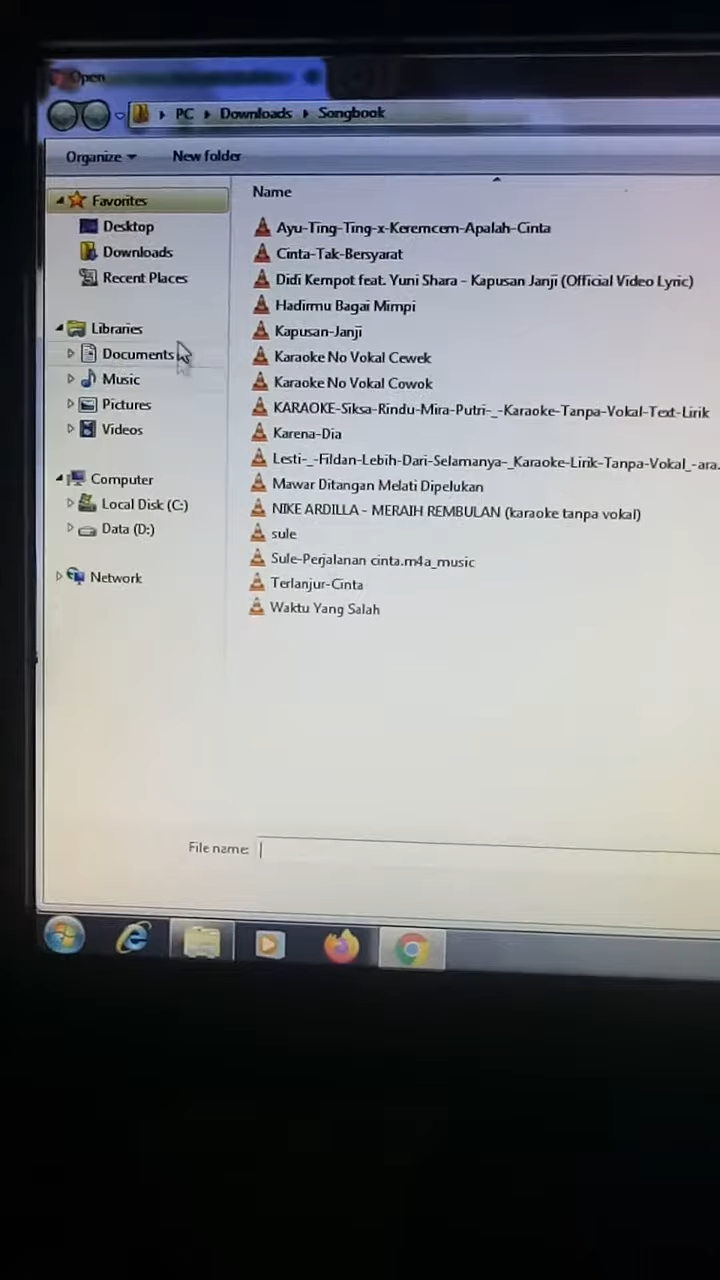 Open
PC Downloads Songbook
Organize New folder
Favorites
Desktop
Downloads
Recent Places
Libraries
Documents
Music
Pictures
Videos
Computer
Local Disk (C:)
Data (D:)
Network
Name
Ayu-Ting-Ting-x-Keremcem-Apalah-Cinta
Cinta-Tak-Bersyarat
Didi Kempot feat. Yuni Shara - Kapusan Janji (Official Video Lyric)
Hadirmu Bagai Mimpi
Kapusan-Janji
Karaoke No Vokal Cewek
Karaoke No Vokal Cowok
KARAOKE-Siksa-Rindu-Mira-Putri-_-Karaoke-Tanpa-Vokal-Text-Lirik
Karena-Dia
Lesti-_-Fildan-Lebih-Dari-Selamanya-_Karaoke-Lirik-Tanpa-Vokal_-ara.
Mawar Ditangan Melati Dipelukan
NIKE ARDILLA - MERAIH REMBULAN (karaoke tanpa vokal)
sule
Sule-Perjalanan cinta.m4a_music
Terlanjur-Cinta
Waktu Yang Salah
File name: